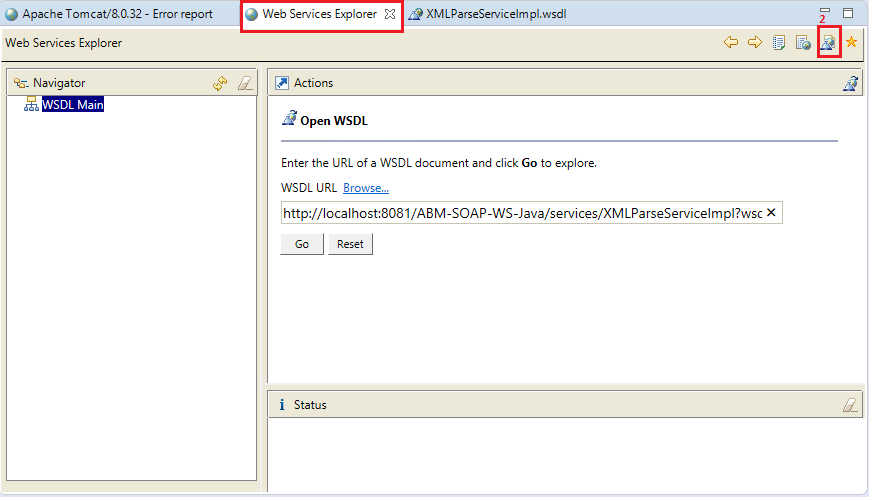 Apache Tomcat/8.0.32 - Error report
Web Services Explorer
XMLParseServiceImpl.wsdl
2
Web Services Explorer
Navigator
WSDL Main
Actions
Open WSDL
Enter the URL of a WSDL document and click Go to explore.
WSDL URL Browse...
http://localhost:8081/ABM-SOAP-WS-Java/services/XMLParseServiceImpl?wsd
Go Reset
i Status